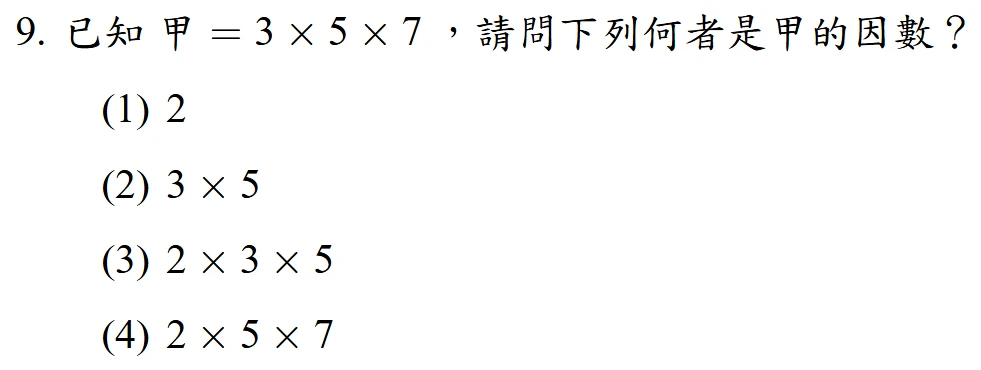 9. 已知 甲 = 3 × 5 × 7 ,請問下列何者是甲的因數?
(1) 2
(2) 3 × 5
(3) 2 × 3 × 5
(4) 2 × 5 × 7